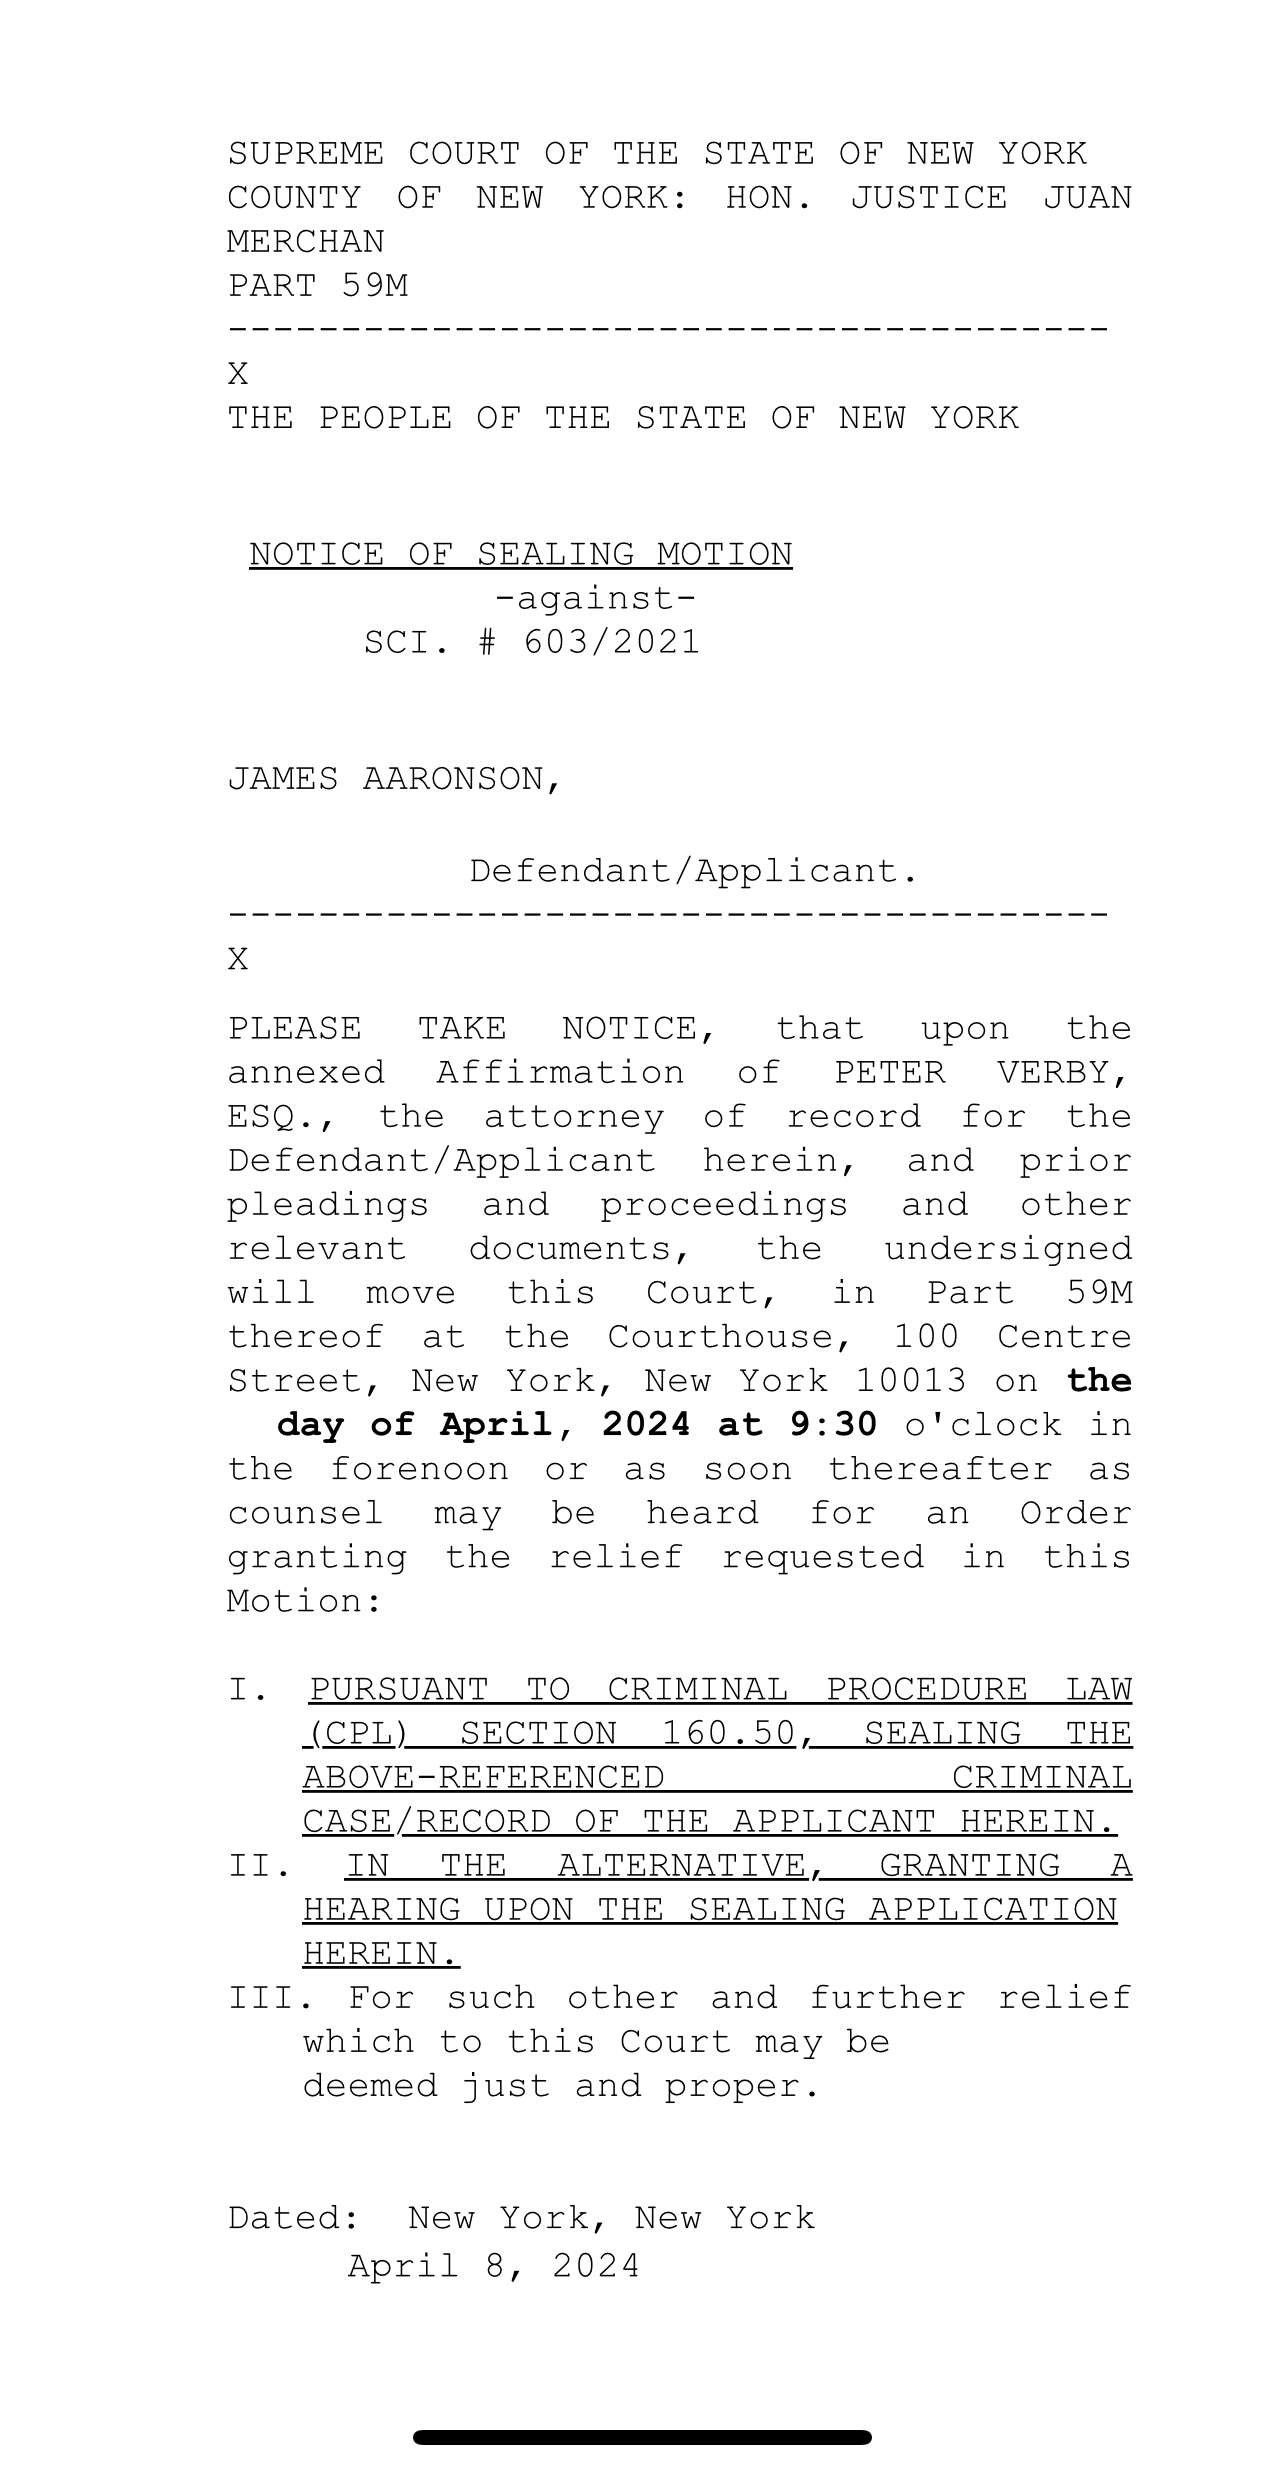 SUPREME COURT OF THE STATE OF NEW YORK
COUNTY OF NEW YORK: HON. JUSTICE JUAN
MERCHAN
PART 59M
---------------------------------------
X
THE PEOPLE OF THE STATE OF NEW YORK
NOTICE OF SEALING MOTION
-against-
SCI. # 603/2021
JAMES AARONSON,
Defendant/Applicant.
---------------------------------------
X
PLEASE TAKE NOTICE, that upon the
annexed Affirmation of PETER VERBY,
ESQ., the attorney of record for the
Defendant/Applicant herein, and prior
pleadings and proceedings and other
relevant documents, the undersigned
will move this Court, in Part 59M
thereof at the Courthouse, 100 Centre
Street, New York, New York 10013 on the
day of April, 2024 at 9:30 o'clock in
the forenoon or as soon thereafter as
counsel may be heard for an Order
granting the relief requested in this
Motion:
I. PURSUANT TO CRIMINAL PROCEDURE LAW
(CPL) SECTION 160.50, SEALING THE
ABOVE-REFERENCED CRIMINAL
CASE/RECORD OF THE APPLICANT HEREIN.
II. IN THE ALTERNATIVE, GRANTING A
HEARING UPON THE SEALING APPLICATION
HEREIN.
III. For such other and further relief
which to this Court may be
deemed just and proper.
Dated: New York, New York
April 8, 2024